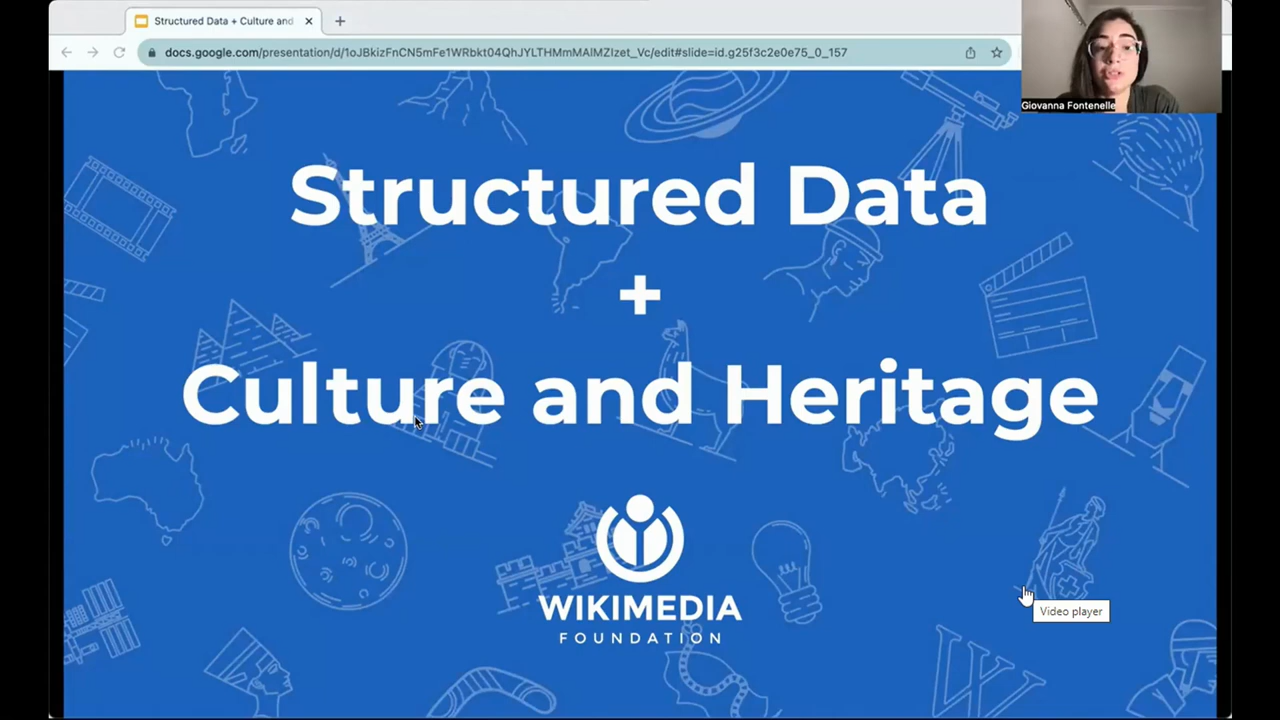 Structured Data + Culture and
docs.google.com/presentation/d/1oJBkizFnCN5mFe1WRbkt04QhJYLTHMmMAIMZIzet_Vc/edit#slide=id.g25f3c2e0e75_0_157
Giovanna Fontenelle
Structured Data
+
Culture and Heritage
WIKIMEDIA
FOUNDATION
Video player
W